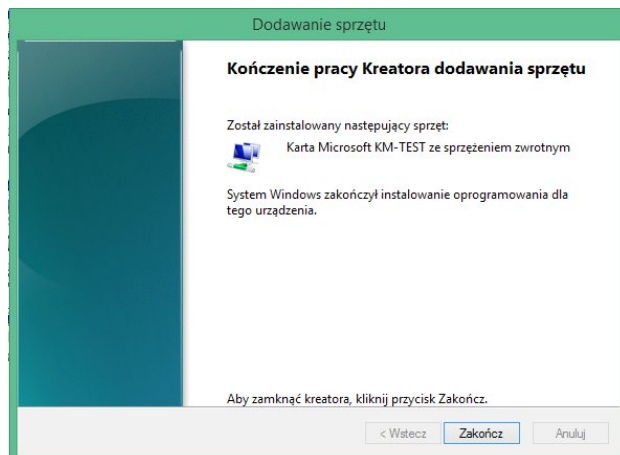 Dodawanie sprzętu
Kończenie pracy Kreatora dodawania sprzętu
Został zainstalowany następujący sprzęt:
Karta Microsoft KM-TEST ze sprzężeniem zwrotnym
System Windows zakończył instalowanie oprogramowania dla
tego urządzenia.
Aby zamknąć kreatora, kliknij przycisk Zakończ.
< Wstecz Zakończ Anuluj